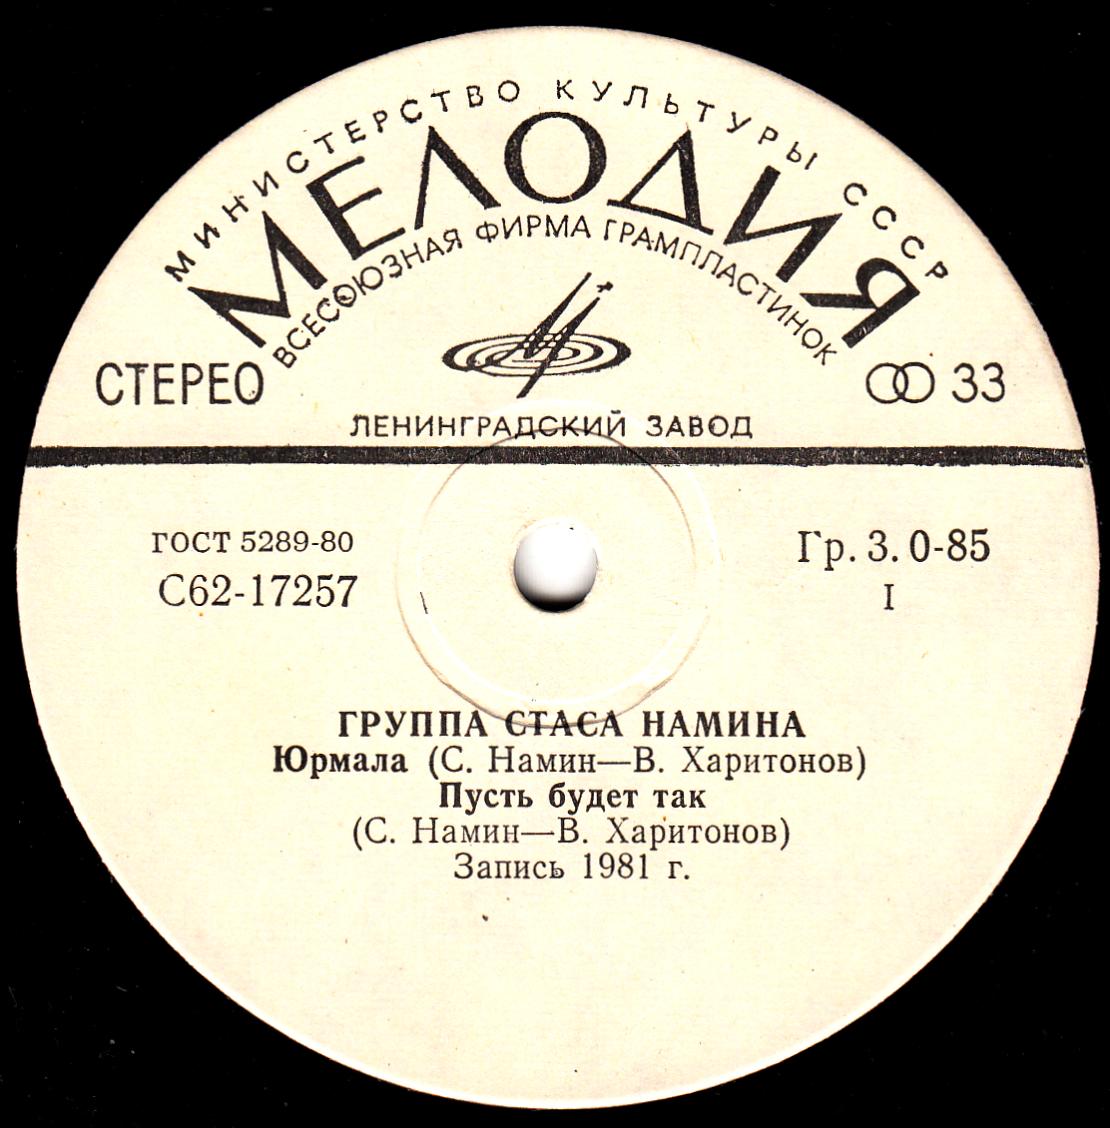 МИНИСТЕРСТВО КУЛЬТУРЫ СССР
МЕЛОДИЯ
ВСЕСОЮЗНАЯ ФИРМА ГРАМПЛАСТИНОК
СТЕРЕО
33
ЛЕНИНГРАДСКИЙ ЗАВОД
ГОСТ 5289-80
Гр. 3. 0-85
С62-17257
I
ГРУППА СТАСА НАМИНА
Юрмала (С. Намин—В. Харитонов)
Пусть будет так
(С. Намин—В. Харитонов)
Запись 1981 г.